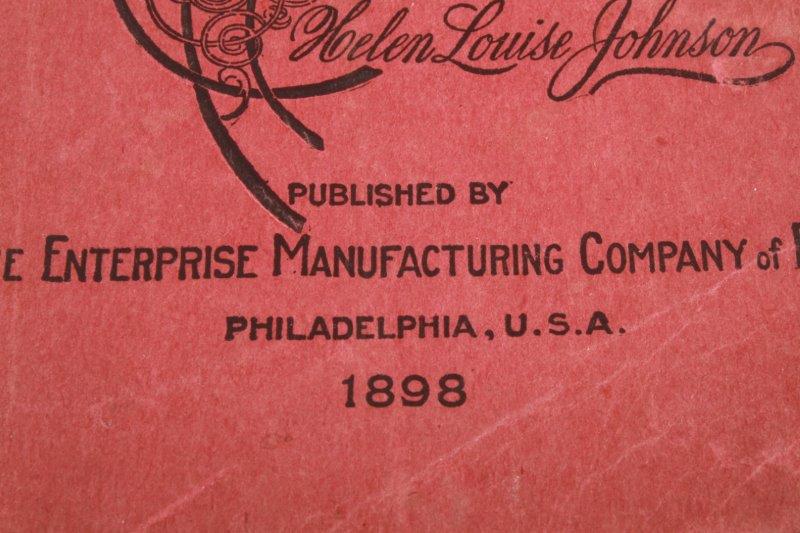 Helen Louise Johnson
PUBLISHED BY
ENTERPRISE MANUFACTURING COMPANY of
PHILADELPHIA, U.S.A.
1898